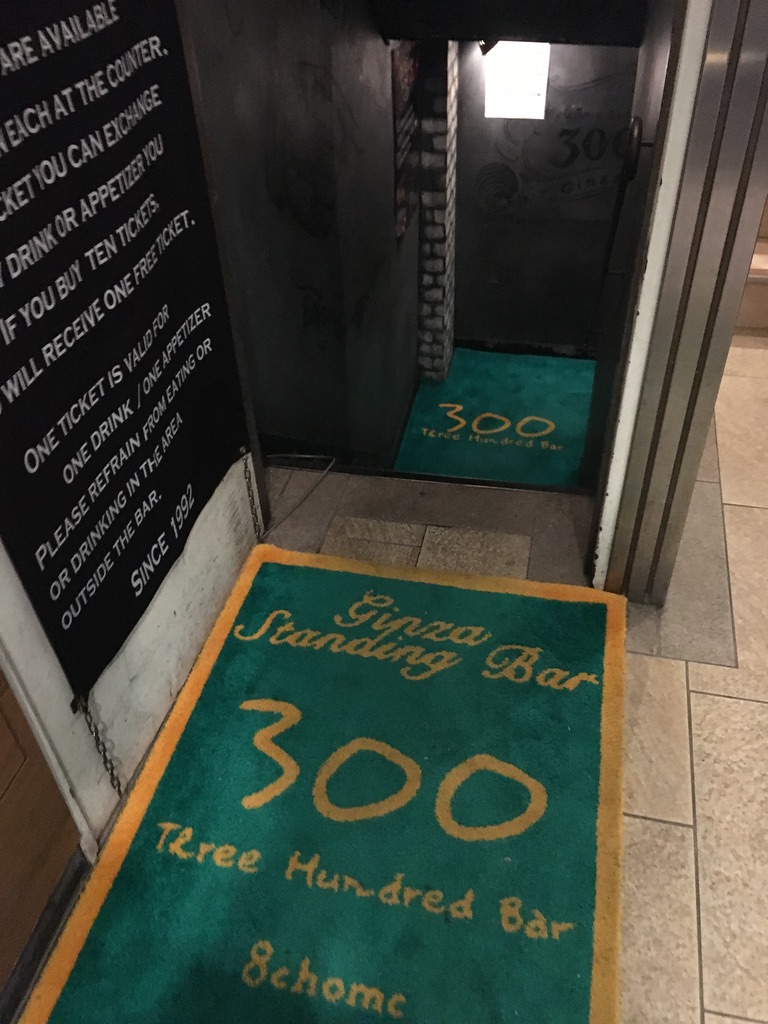 ARE AVAILABLE
EACH AT THE COUNTER.
YOU CAN EXCHANGE
DRINK OR APPETIZER YOU
IF YOU BUY TEN TICKETS,
WILL RECEIVE ONE FREE TICKET.
ONE TICKET IS VALID FOR
ONE DRINK / ONE APPETIZER
PLEASE REFRAIN FROM EATING OR
OR DRINKING IN THE AREA
OUTSIDE THE BAR.
SINCE 1992
300
300
Three Hundred Bar
Ginza
Standing Bar
300
Three Hundred Bar
8chome